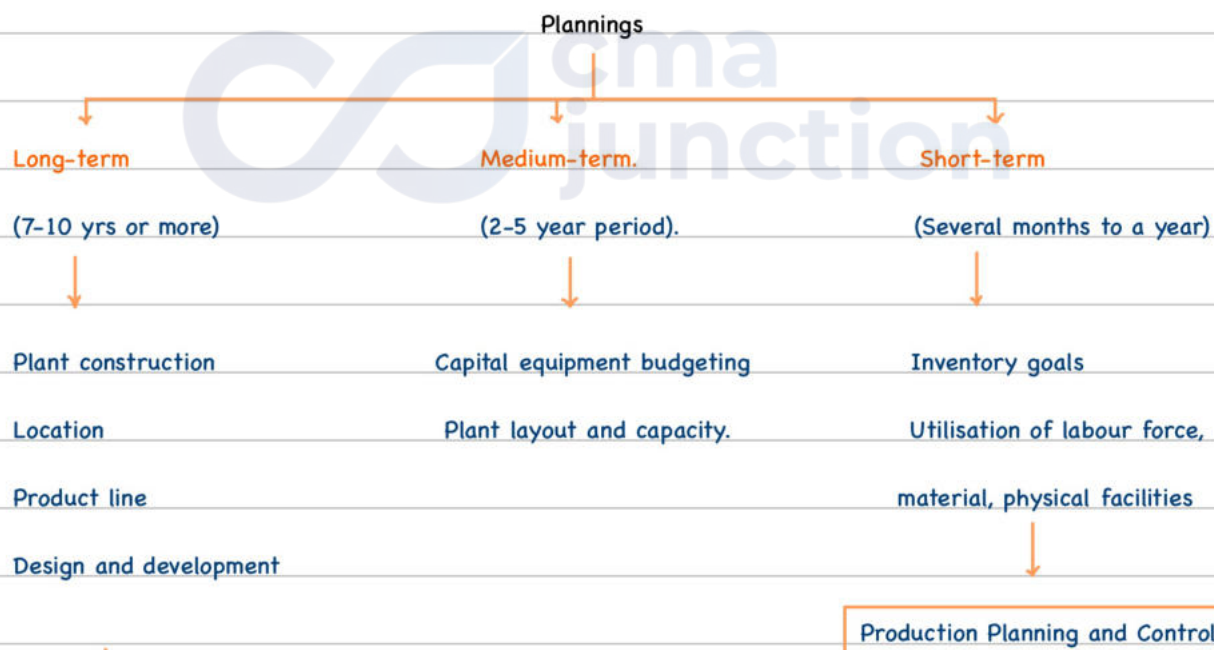 Plannings
cma
junction
Long-term
Medium-term.
Short-term
(7-10 yrs or more)
(2-5 year period).
(Several months to a year)
Plant construction
Capital equipment budgeting
Inventory goals
Location
Plant layout and capacity.
Utilisation of labour force,
Product line
material, physical facilities
Design and development
Production Planning and Control